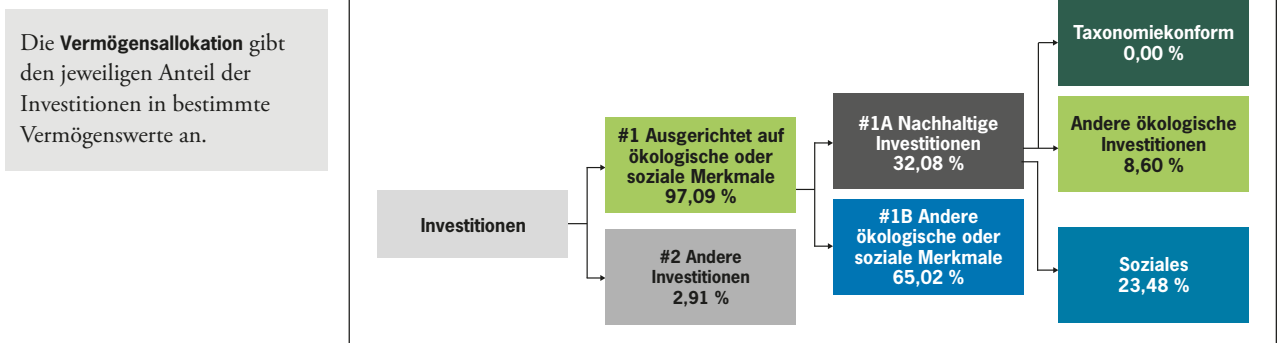 Die Vermögensallokation gibt
den jeweiligen Anteil der
Investitionen in bestimmte
Vermögenswerte an.
Investitionen
#1 Ausgerichtet auf
ökologische oder
soziale Merkmale
97,09 %
#2 Andere
Investitionen
2,91 %
#1A Nachhaltige
Investitionen
32,08 %
#1B Andere
ökologische oder
soziale Merkmale
65,02 %
Taxonomiekonform
0,00 %
Andere ökologische
Investitionen
8,60 %
Soziales
23,48 %